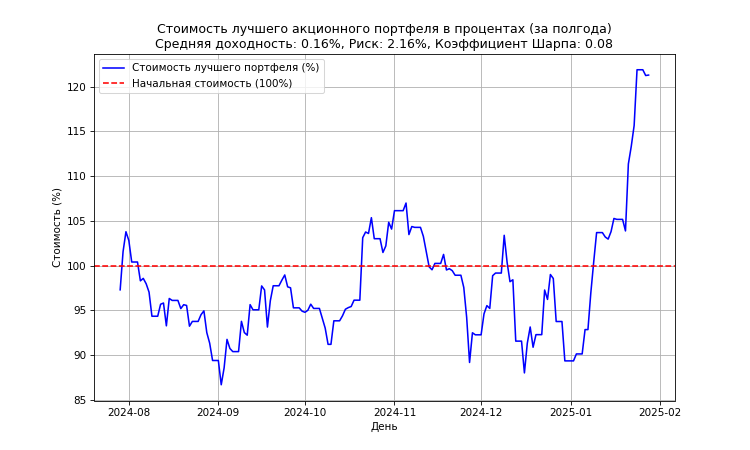 Стоимость лучшего акционного портфеля в процентах (за полгода)
Средняя доходность: 0.16%, Риск: 2.16%, Коэффициент Шарпа: 0.08
Стоимость лучшего портфеля (%)
Начальная стоимость (100%)
Стоимость (%)
120
115
110
105
100
95
90
85
2024-08 2024-09 2024-10 2024-11 2024-12 2025-01 2025-02
День